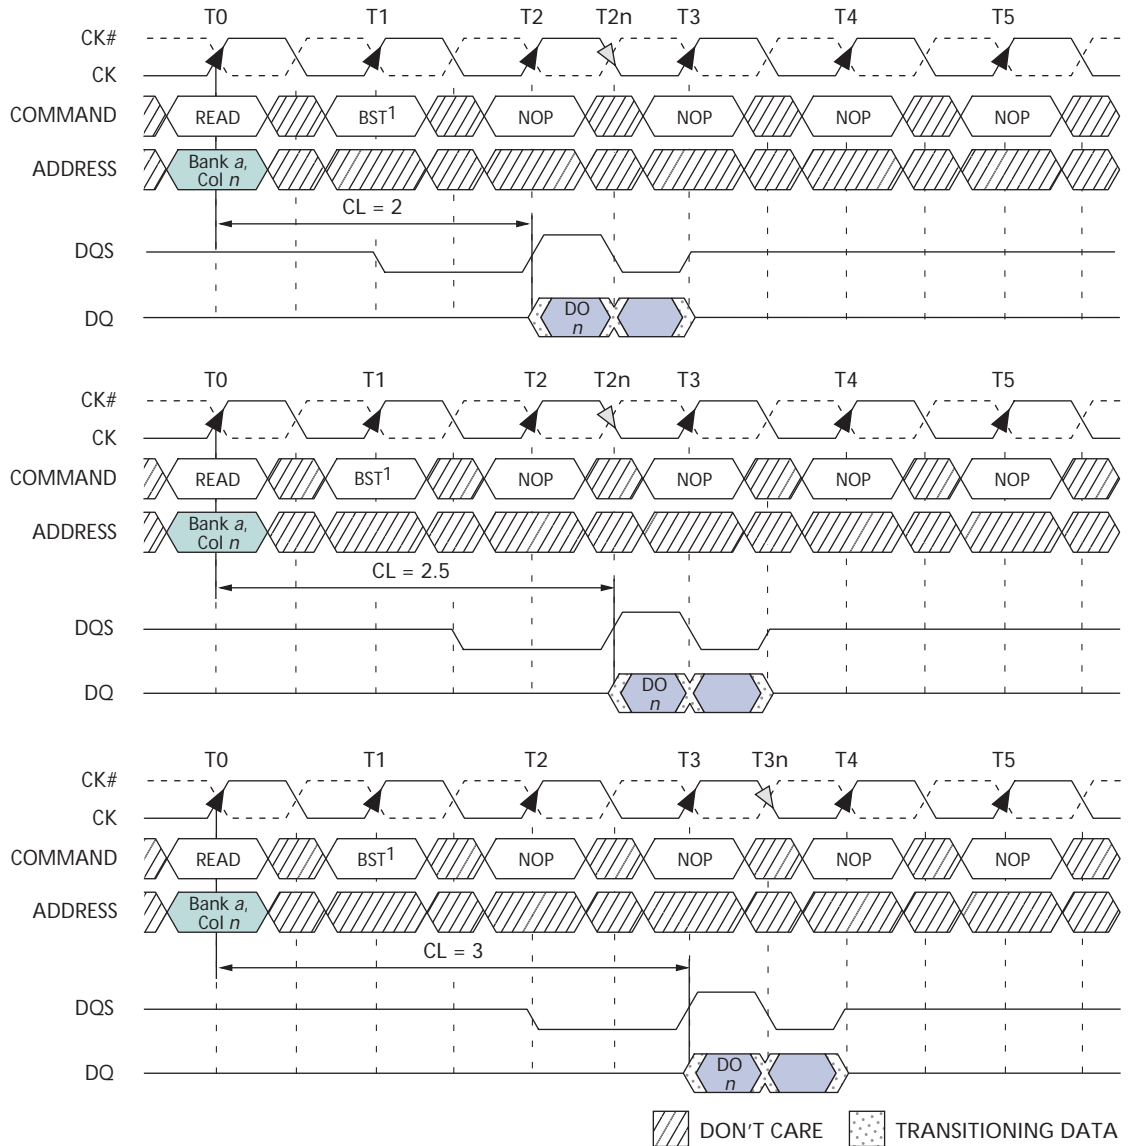 T0 T1 T2 T2n T3 T4 T5
CK#
CK
COMMAND READ BST1 NOP NOP NOP NOP
ADDRESS Bank a,
Col n
CL = 2
DQS
DQ DO
n
T0 T1 T2 T2n T3 T4 T5
CK#
CK
COMMAND READ BST1 NOP NOP NOP NOP
ADDRESS Bank a,
Col n
CL = 2.5
DQS
DQ DO
n
T0 T1 T2 T3 T3n T4 T5
CK#
CK
COMMAND READ BST1 NOP NOP NOP NOP
ADDRESS Bank a,
Col n
CL = 3
DQS
DQ DO
n
DON'T CARE TRANSITIONING DATA